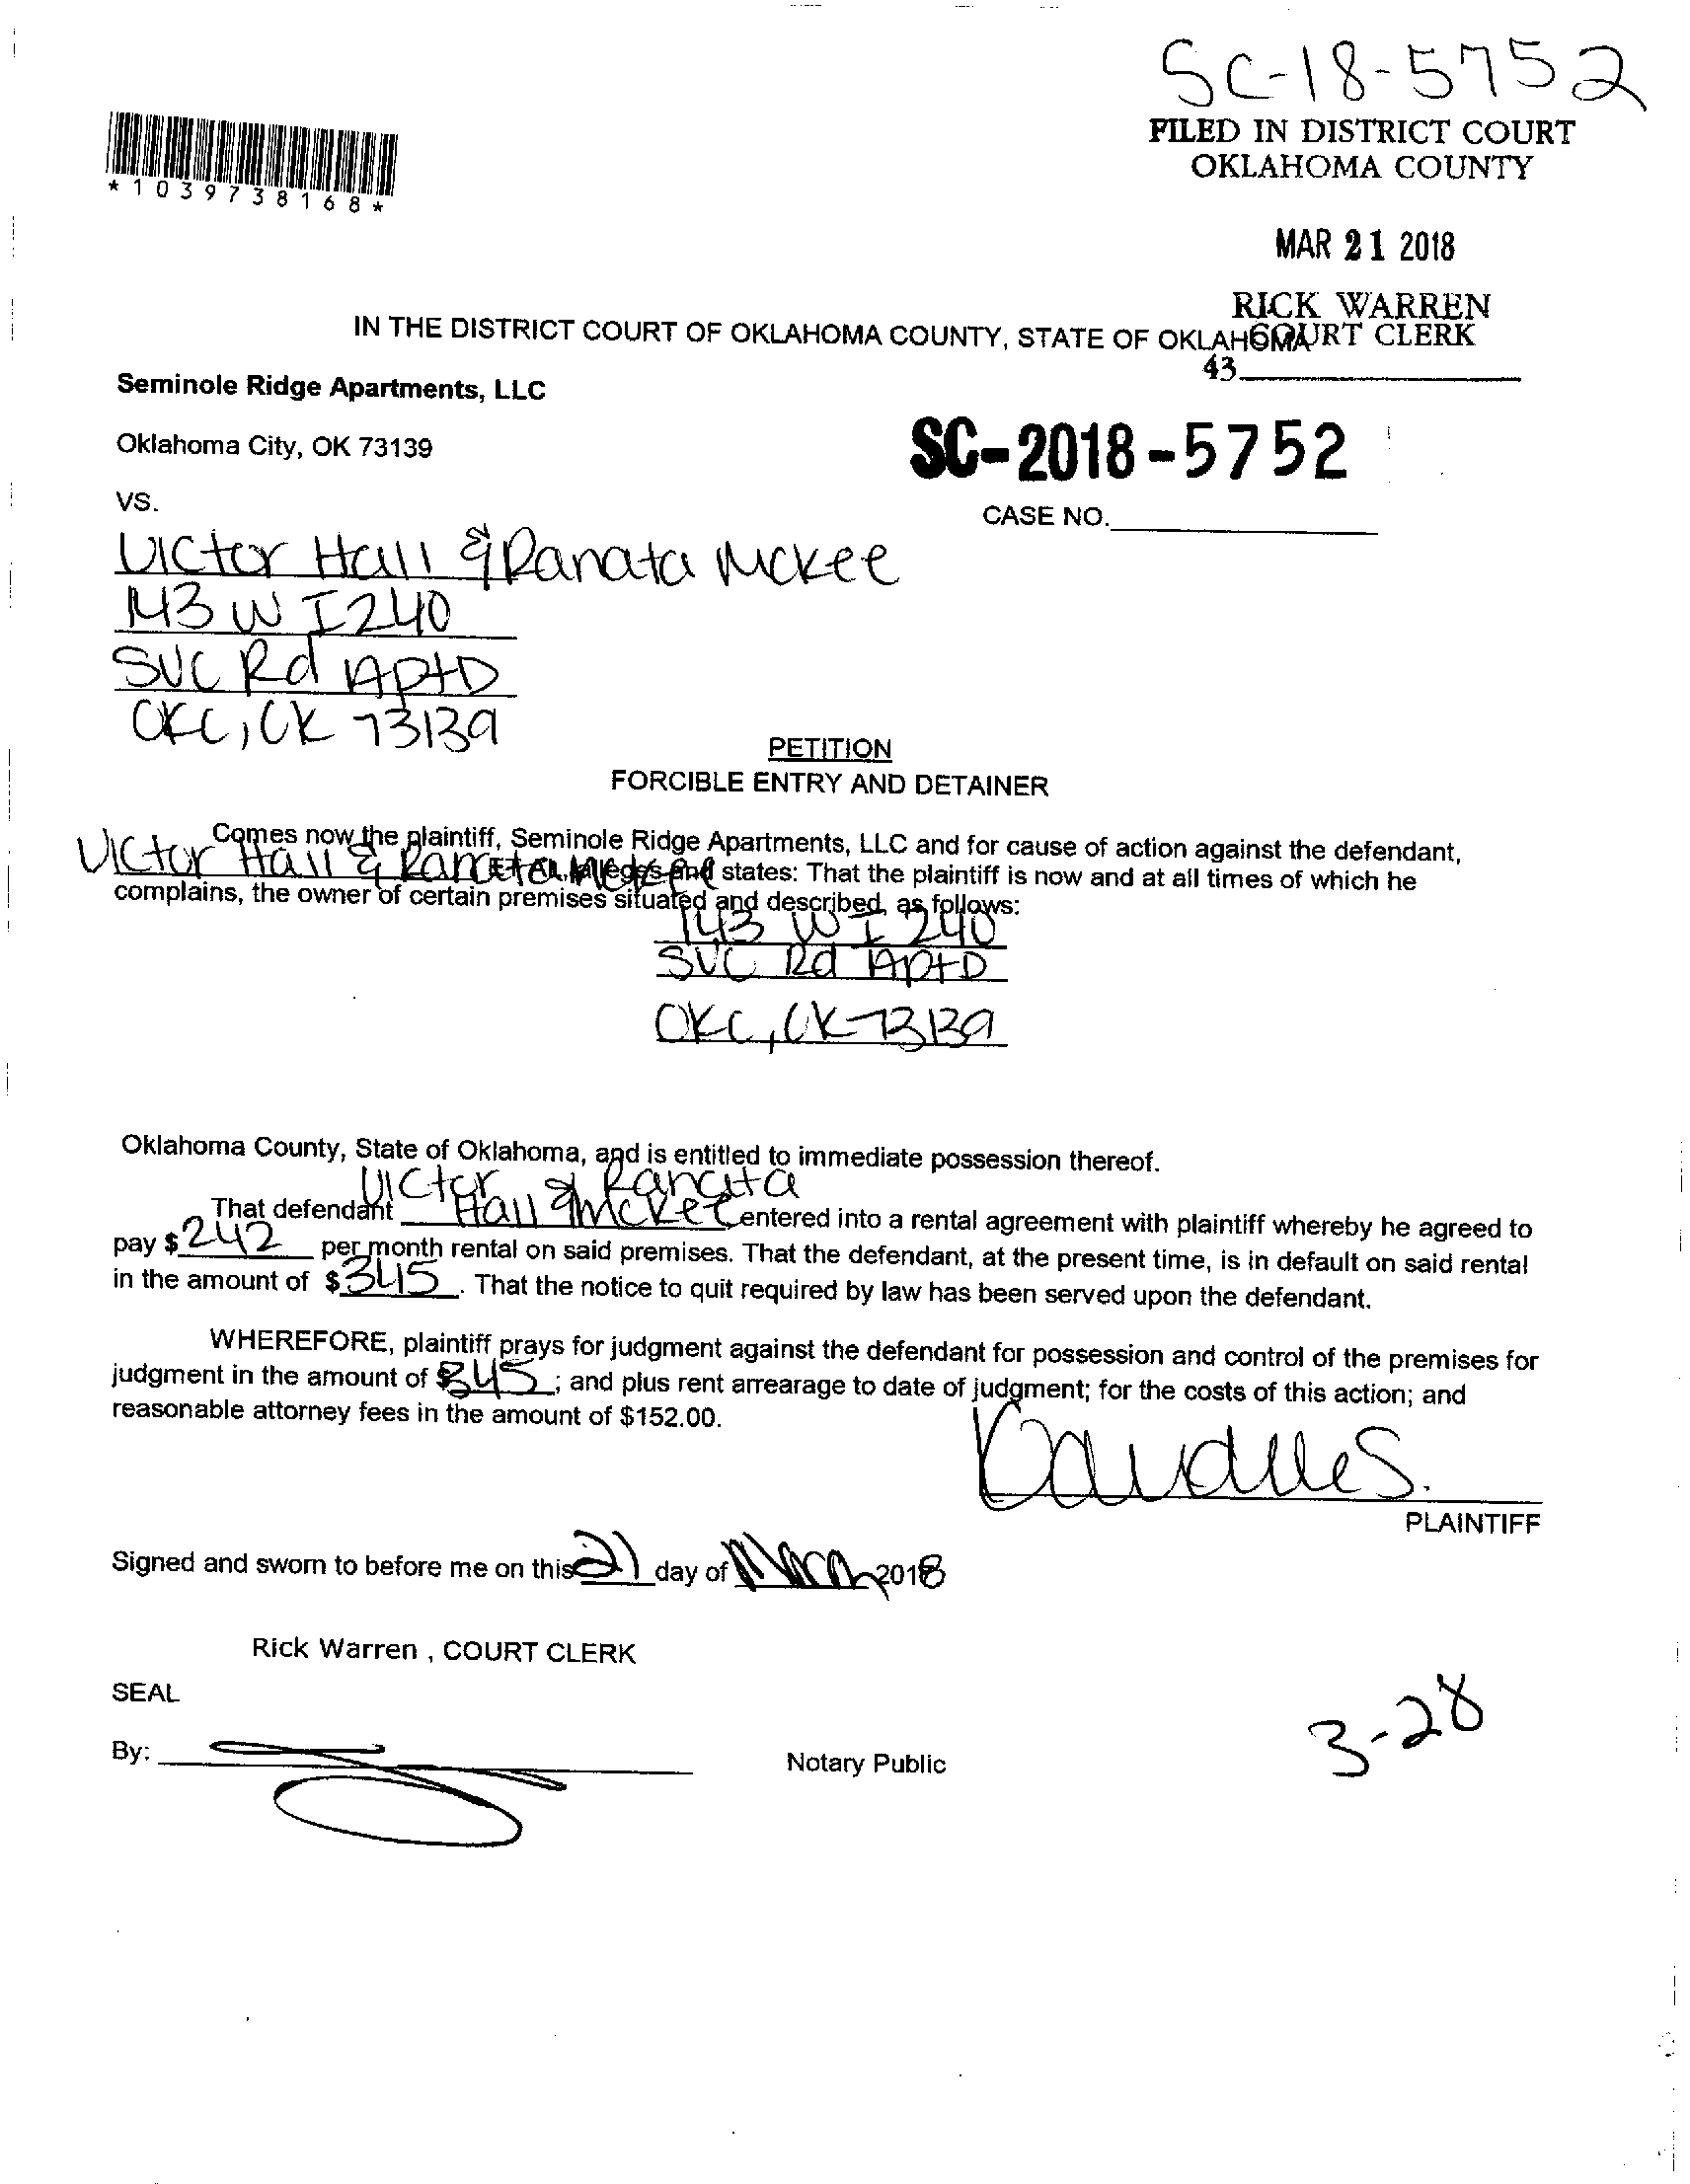 SC-18-5752
FILED IN DISTRICT COURT
OKLAHOMA COUNTY
*1039738168*
MAR 21 2018
RICK WARREN
COURT CLERK
43
IN THE DISTRICT COURT OF OKLAHOMA COUNTY, STATE OF OKLAHOMA
Seminole Ridge Apartments, LLC
Oklahoma City, OK 73139
SC-2018-5752
VS.
CASE NO.
Victor Hall & Ranata McKee
143 W I240
SVC Rd Apt D
OKC, OK 73139
PETITION
FORCIBLE ENTRY AND DETAINER
Comes now the plaintiff, Seminole Ridge Apartments, LLC and for cause of action against the defendant,
Victor Hall & Ranata McKee ET AL, alleges and states: That the plaintiff is now and at all times of which he
complains, the owner of certain premises situated and described, as follows:
143 W I 240
SVC Rd Apt D
OKC, OK 73139
Oklahoma County, State of Oklahoma, and is entitled to immediate possession thereof.
That defendant Victor Hall & Ranata McKee entered into a rental agreement with plaintiff whereby he agreed to
pay $242 per month rental on said premises. That the defendant, at the present time, is in default on said rental
in the amount of $345. That the notice to quit required by law has been served upon the defendant.
WHEREFORE, plaintiff prays for judgment against the defendant for possession and control of the premises for
judgment in the amount of $345; and plus rent arrearage to date of judgment; for the costs of this action; and
reasonable attorney fees in the amount of $152.00.
PLAINTIFF
Signed and sworn to before me on this 21 day of March 2018
Rick Warren , COURT CLERK
SEAL
3-28
By:
Notary Public